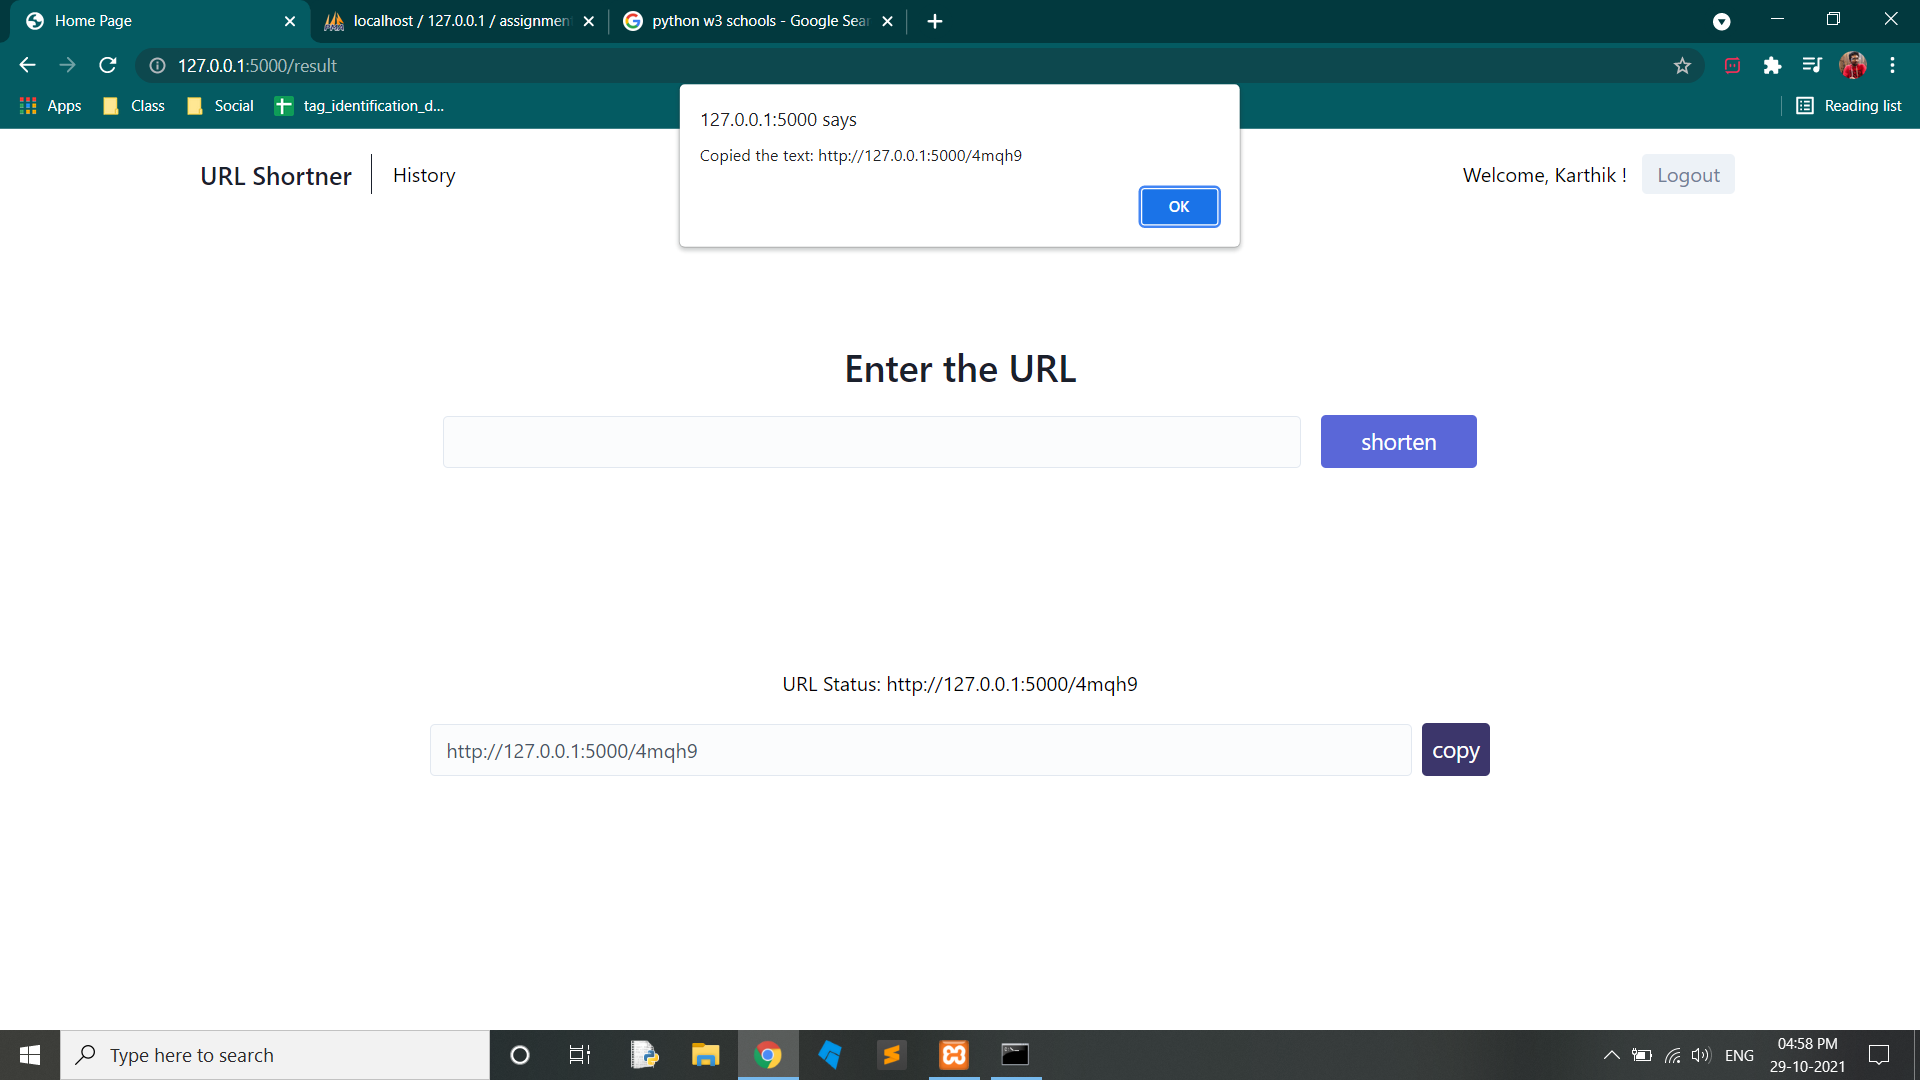 Home Page
localhost / 127.0.0.1 / assignmen
python w3 schools - Google Sear
127.0.0.1:5000/result
Apps
Class
Social
tag_identification_d...
Reading list
127.0.0.1:5000 says
Copied the text: http://127.0.0.1:5000/4mqh9
OK
URL Shortner
History
Welcome, Karthik !
Logout
Enter the URL
shorten
URL Status: http://127.0.0.1:5000/4mqh9
http://127.0.0.1:5000/4mqh9
copy
Type here to search
ENG
04:58 PM
29-10-2021